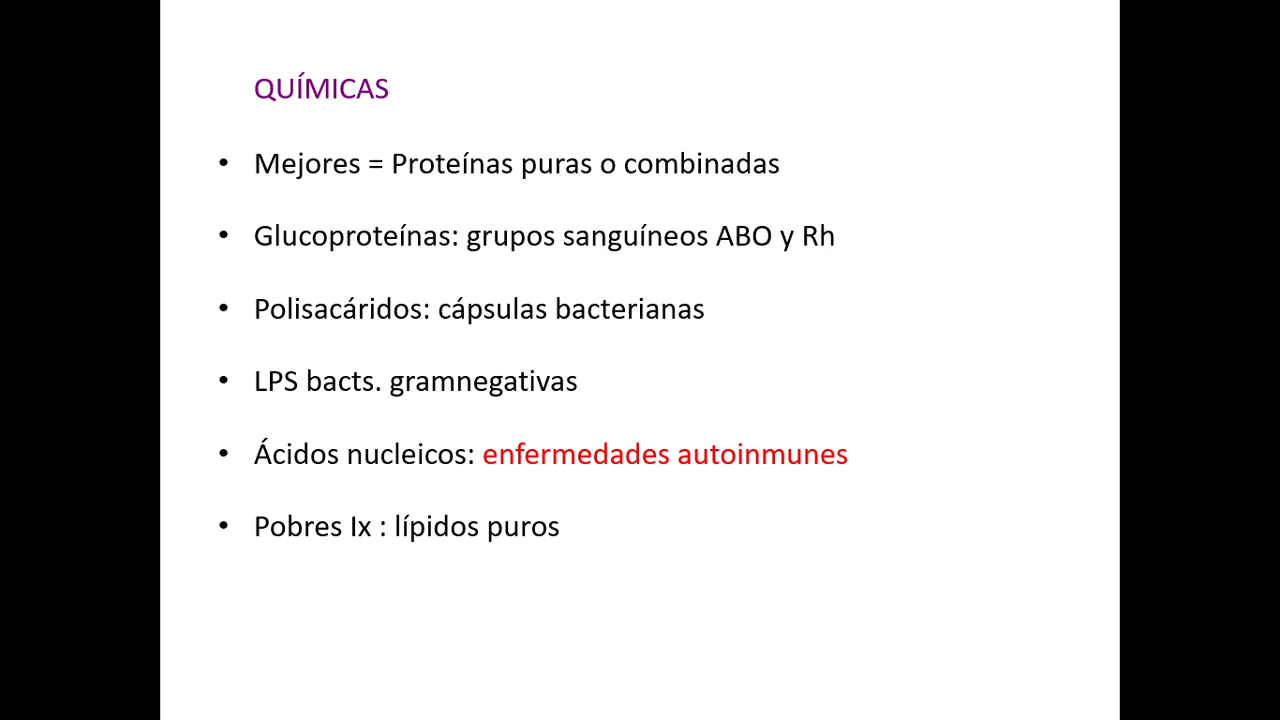 QUÍMICAS
• Mejores = Proteínas puras o combinadas
• Glucoproteínas: grupos sanguíneos ABO y Rh
• Polisacáridos: cápsulas bacterianas
• LPS bacts. gramnegativas
• Ácidos nucleicos: enfermedades autoinmunes
• Pobres Ix : lípidos puros